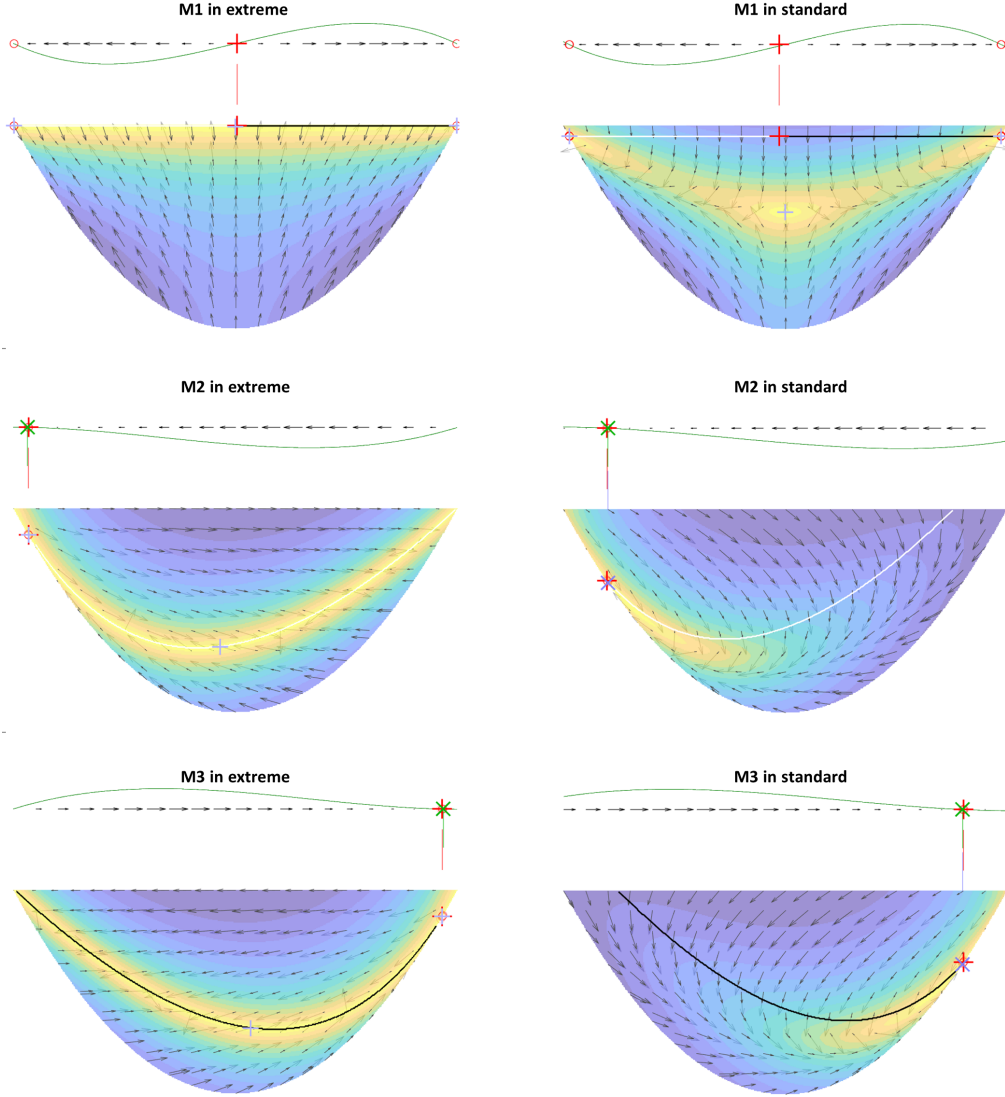 M1 in extreme
M1 in standard
M2 in extreme
M2 in standard
M3 in extreme
M3 in standard